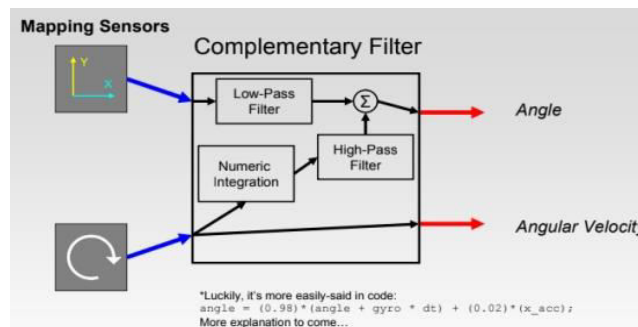 Mapping Sensors
Complementary Filter
Y
X
Low-Pass
Filter
Σ
Angle
High-Pass
Filter
Numeric
Integration
Angular Velocity
*Luckily, it's more easily-said in code:
angle = (0.98)*(angle + gyro * dt) + (0.02)*(x_acc);
More explanation to come...